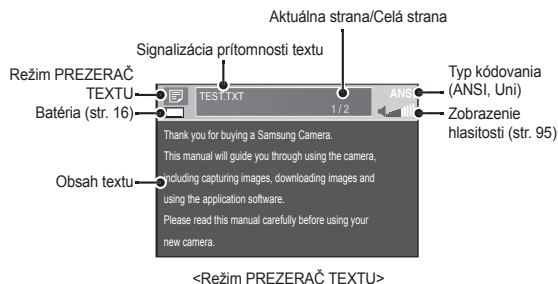 Aktuálna strana/Celá strana
Signalizácia prítomnosti textu
Režim PREZERAČ
TEXTU
Batéria (str. 16)
TEST.TXT
1 / 2
ANSI
Typ kódovania
(ANSI, Uni)
Zobrazenie
hlasitosti (str. 95)
Obsah textu
Thank you for buying a Samsung Camera.
This manual will guide you through using the camera,
including capturing images, downloading images and
using the application software.
Please read this manual carefully before using your
new camera.
<Režim PREZERAČ TEXTU>